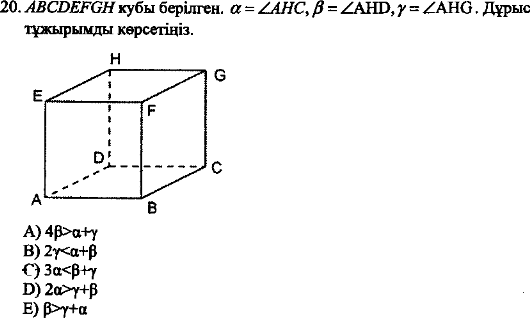 20. ABCDEFGH кубы берілген. α = ∠AHC, β = ∠AHD, γ = ∠AHG. Дұрыс
тұжырымды көрсетіңіз.
H
G
E
F
D
C
A
B
A) 4β>α+γ
B) 2γ<α+β
C) 3α<β+γ
D) 2α>γ+β
E) β>γ+α